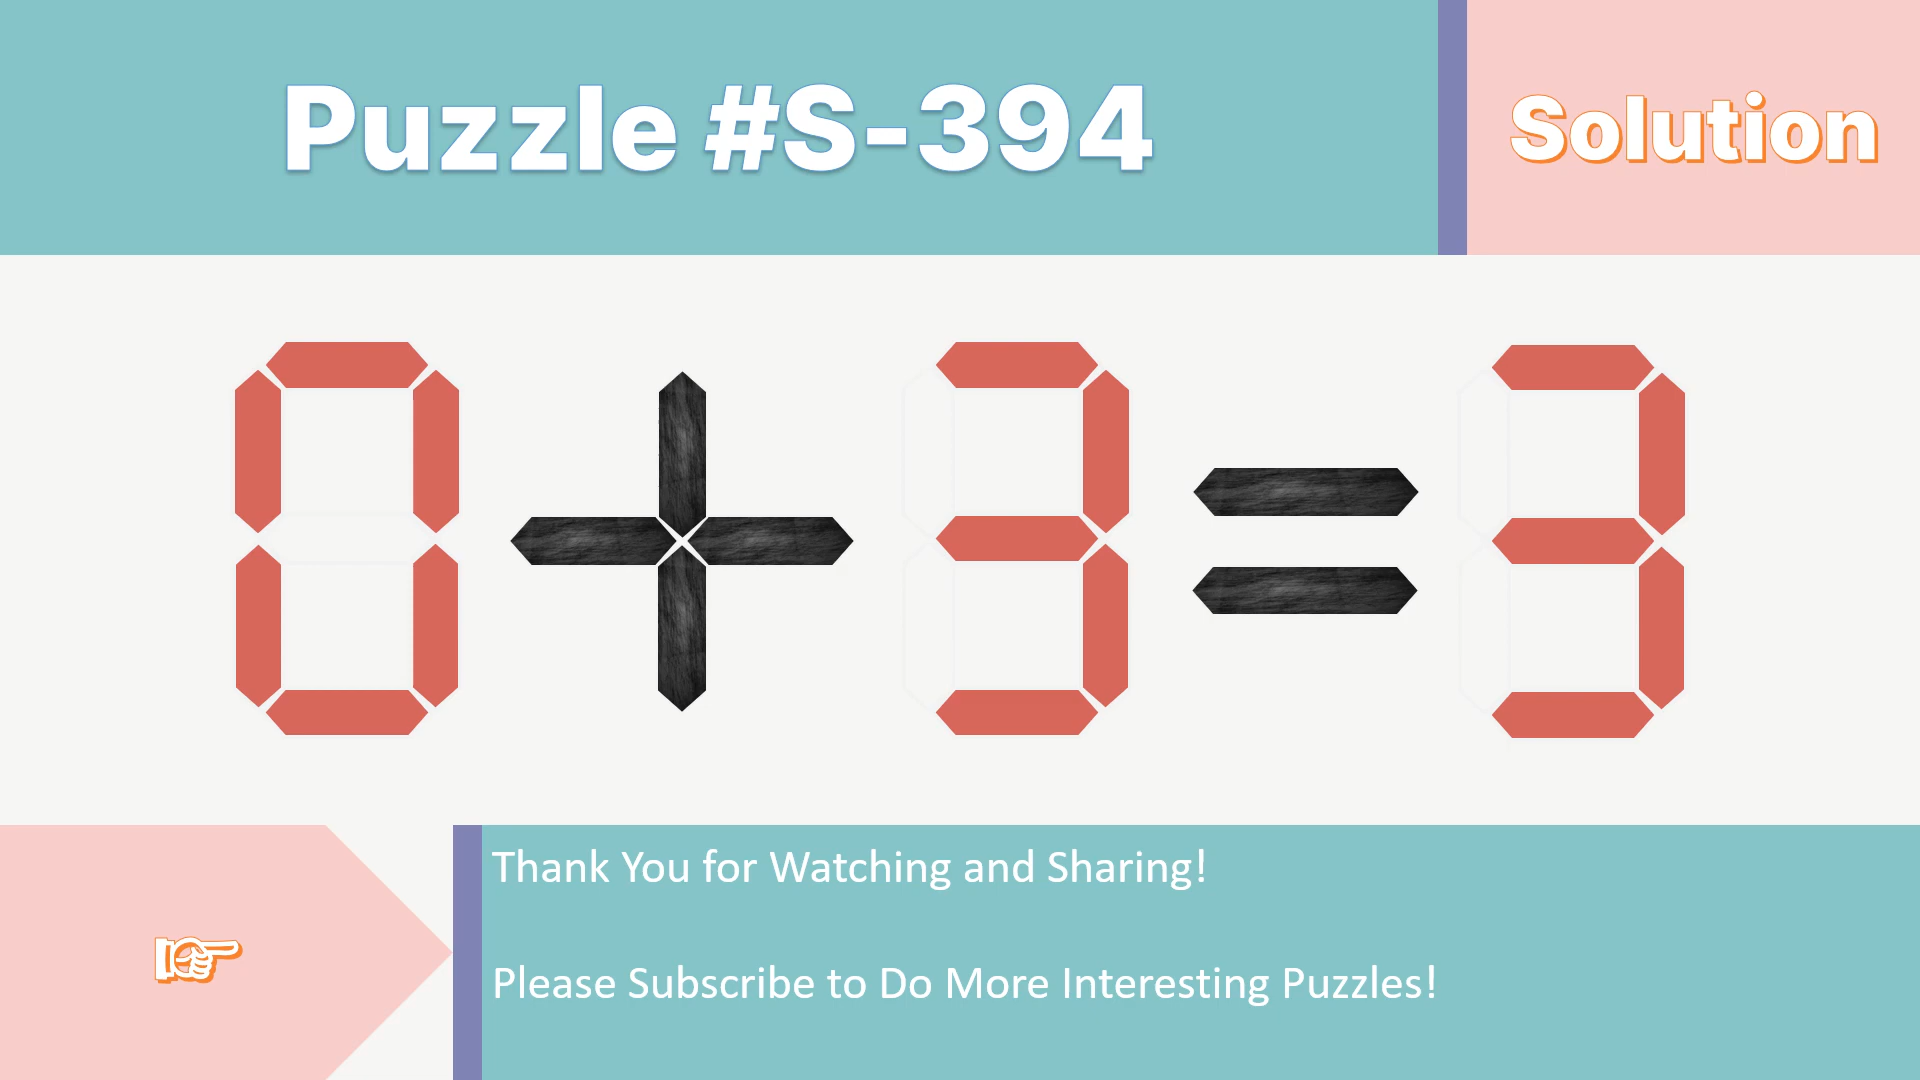 Puzzle #S-394
Solution
0+3=3
Thank You for Watching and Sharing!
Please Subscribe to Do More Interesting Puzzles!